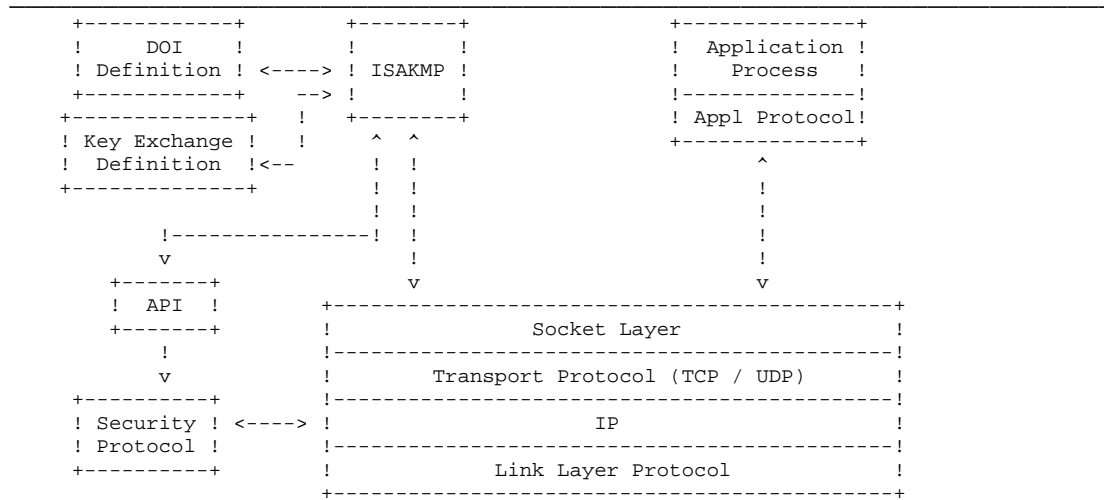 DOI
Definition
ISAKMP
Application
Process
Appl Protocol
Key Exchange
Definition
API
Socket Layer
Transport Protocol (TCP / UDP)
Security
Protocol
IP
Link Layer Protocol